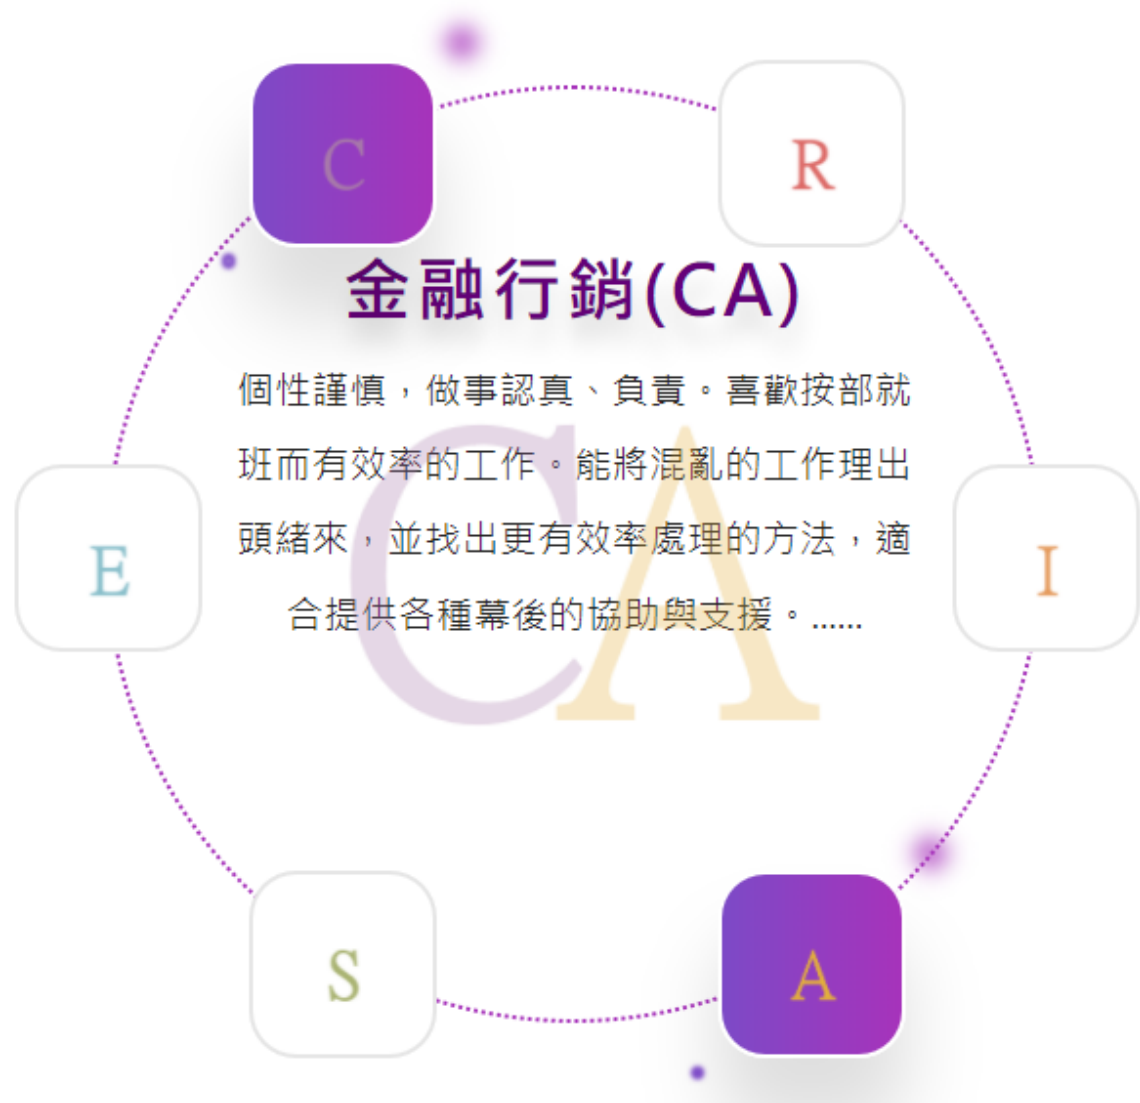 C
R
金融行銷(CA)
個性謹慎，做事認真、負責。喜歡按部就
班而有效率的工作。能將混亂的工作理出
頭緒來，並找出更有效率處理的方法，適
合提供各種幕後的協助與支援。......
CA
E
I
S
A